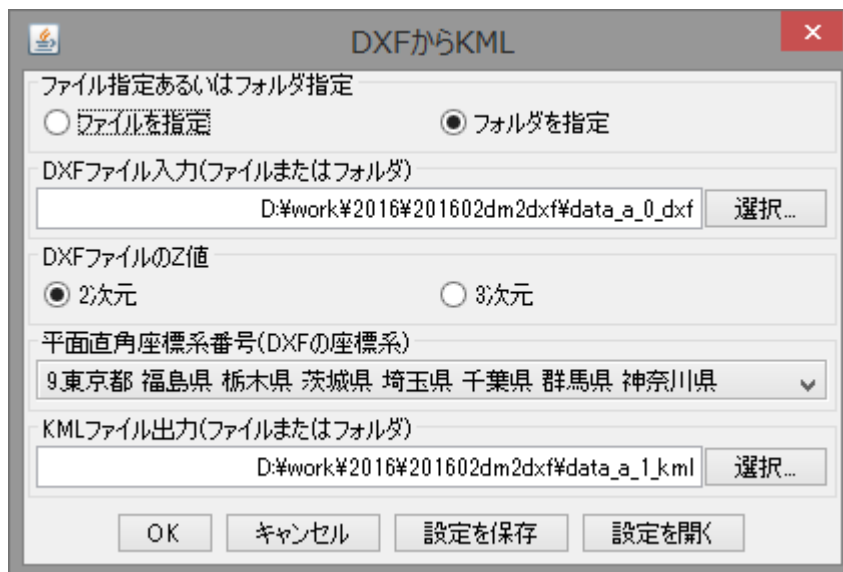 DXFからKML
ファイル指定あるいはフォルダ指定
ファイルを指定 フォルダを指定
DXFファイル入力(ファイルまたはフォルダ)
D:¥work¥2016¥201602dm2dxf¥data_a_0_dxf 選択...
DXFファイルのZ値
2次元 3次元
平面直角座標系番号(DXFの座標系)
9.東京都 福島県 栃木県 茨城県 埼玉県 千葉県 群馬県 神奈川県
KMLファイル出力(ファイルまたはフォルダ)
D:¥work¥2016¥201602dm2dxf¥data_a_1_kml 選択...
OK キャンセル 設定を保存 設定を開く